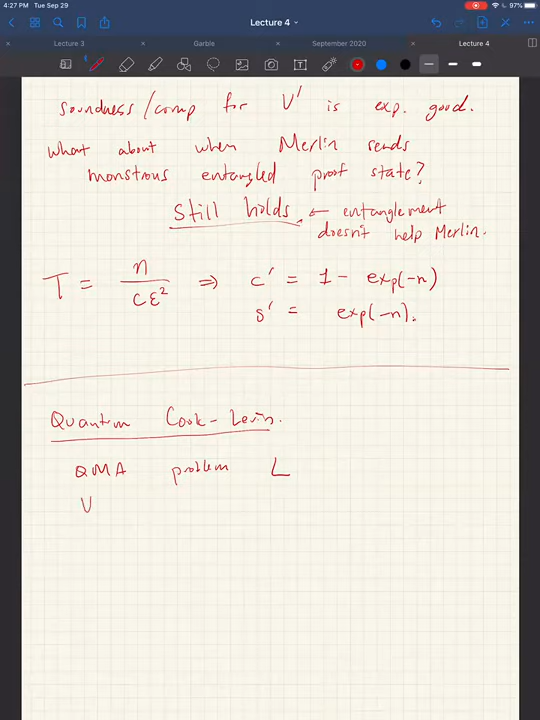 4:27 PM Tue Sep 29
97%
Lecture 4
Lecture 3
Garble
September 2020
Lecture 4
soundness/comp for V' is exp. good.
What about when Merlin sends
monstrous entangled proof state?
Still holds. ← entanglement
doesn't help Merlin.
T = n / Cε² ⇒ c' = 1 - exp(-n)
s' = exp(-n).
Quantum Cook-Levin.
QMA problem L
V